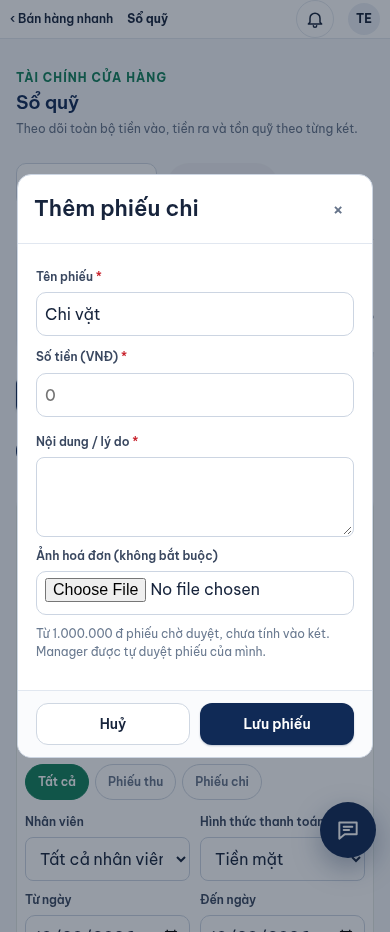 ‹ Bán hàng nhanh Sổ quỹ TE
TÀI CHÍNH CỬA HÀNG
Sổ quỹ
Theo dõi toàn bộ tiền vào, tiền ra và tồn quỹ theo từng két.
Thêm phiếu chi ×
Tên phiếu *
Chi vặt
Số tiền (VNĐ) *
0
Nội dung / lý do *
Ảnh hoá đơn (không bắt buộc)
Choose File No file chosen
Từ 1.000.000 đ phiếu chờ duyệt, chưa tính vào két.
Manager được tự duyệt phiếu của mình.
Huỷ Lưu phiếu
Tất cả Phiếu thu Phiếu chi
Nhân viên Hình thức thanh toán
Tất cả nhân viên Tiền mặt
Từ ngày Đến ngày